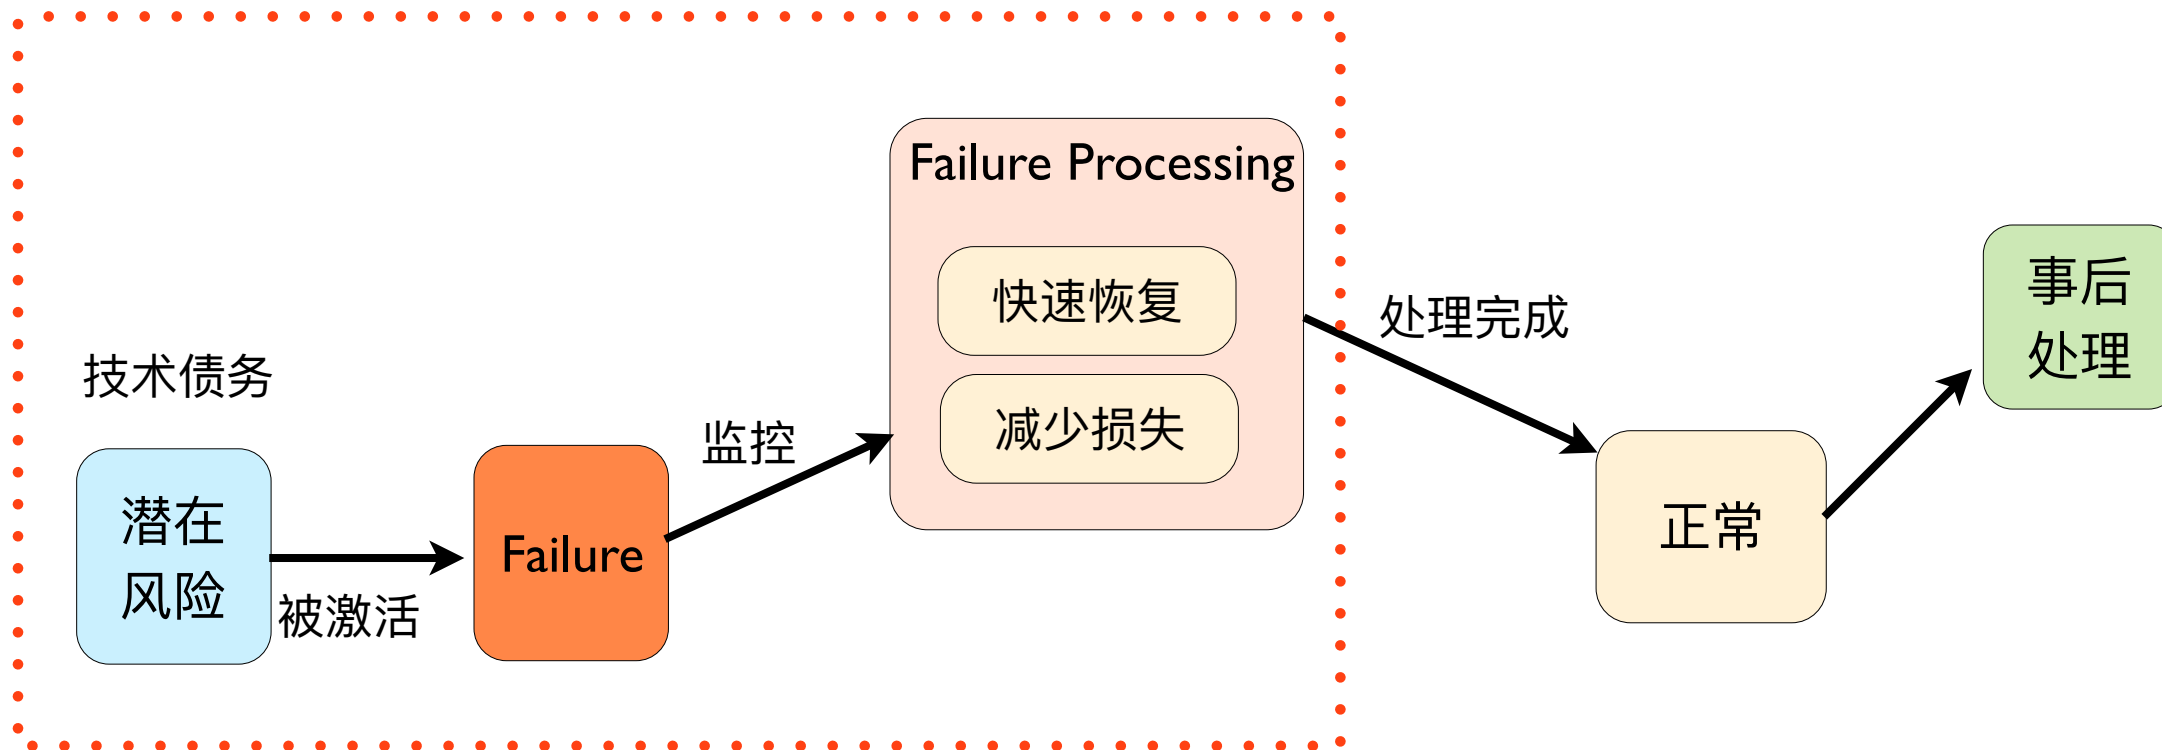 Failure Processing
快速恢复
减少损失
处理完成
事后
处理
技术债务
监控
潜在
风险
被激活
Failure
正常